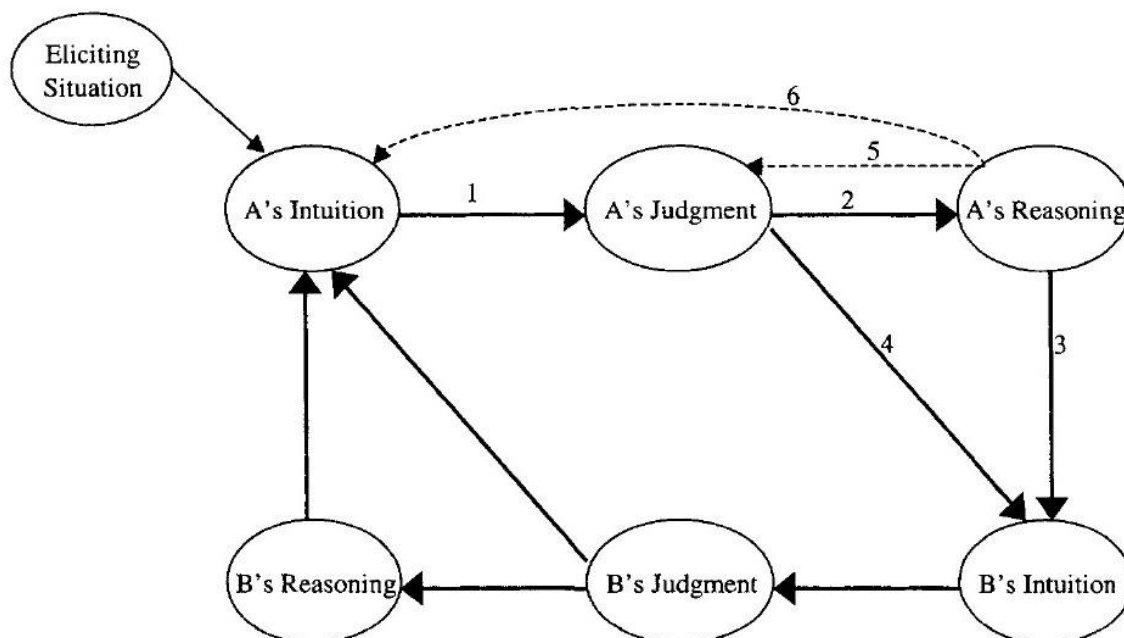 Eliciting
Situation
6
5
A's Intuition
1
A's Judgment
2
A's Reasoning
4
3
B's Reasoning
B's Judgment
B's Intuition